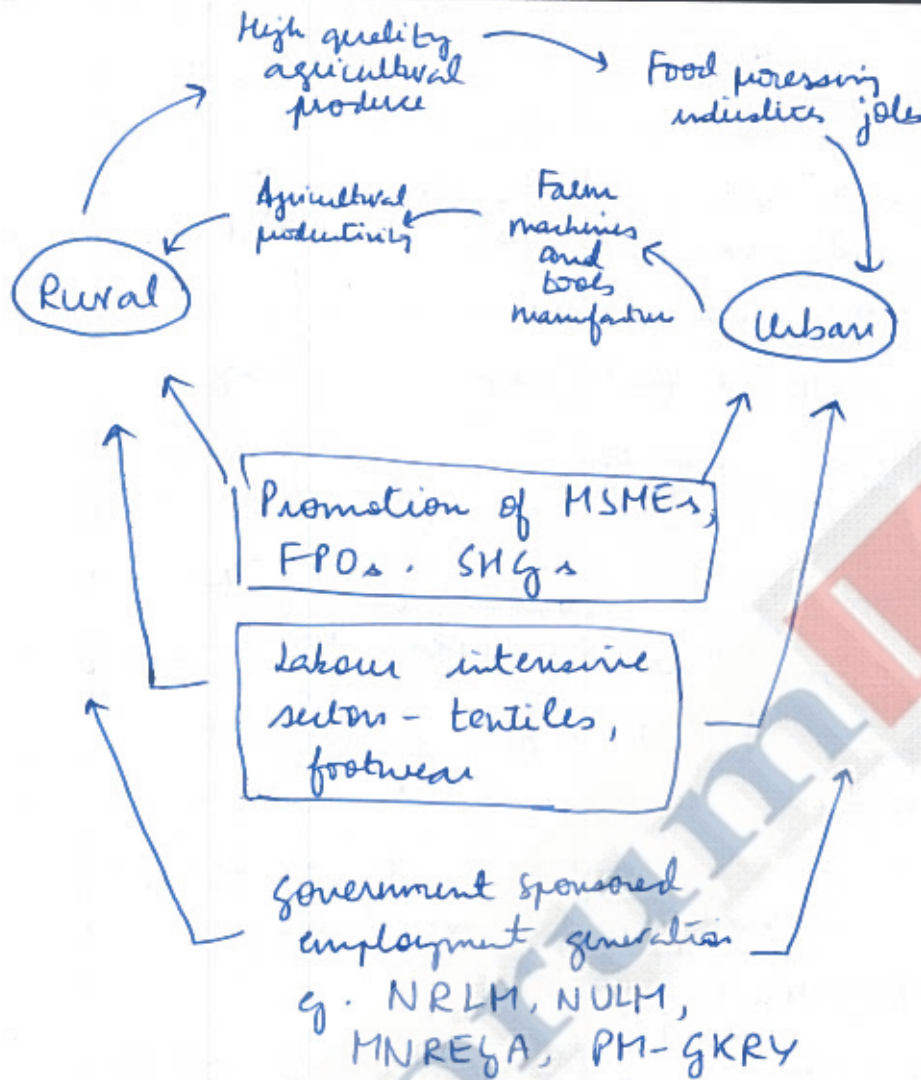 High quality
agricultural
produce
Food processing
industries jobs
Agricultural
productivity
Farm
machines
and
tools
manufacture
Rural
Urban
Promotion of MSMEs,
FPOs. SHGs
Labour intensive
sectors - textiles,
footwear
Government sponsored
employment generation
eg. NRLM, NULM,
MNREGA, PM-GKRY
rum